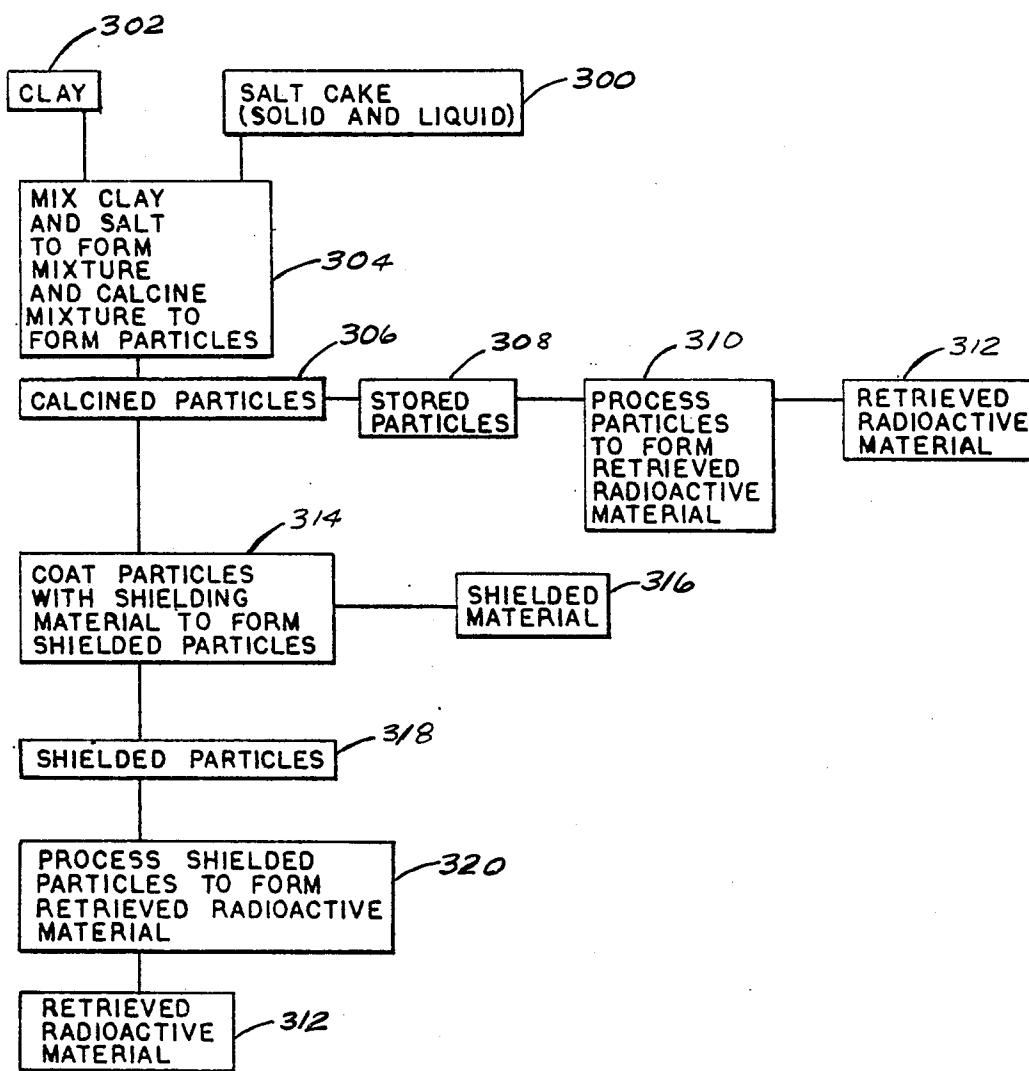 302
CLAY
300
SALT CAKE
(SOLID AND LIQUID)
MIX CLAY
AND SALT
TO FORM
MIXTURE
AND CALCINE
MIXTURE TO
FORM PARTICLES
304
306
CALCINED PARTICLES
308
STORED
PARTICLES
310
PROCESS
PARTICLES
TO FORM
RETRIEVED
RADIOACTIVE
MATERIAL
312
RETRIEVED
RADIOACTIVE
MATERIAL
314
COAT PARTICLES
WITH SHIELDING
MATERIAL TO FORM
SHIELDED PARTICLES
316
SHIELDED
MATERIAL
318
SHIELDED PARTICLES
320
PROCESS SHIELDED
PARTICLES TO FORM
RETRIEVED RADIOACTIVE
MATERIAL
312
RETRIEVED
RADIOACTIVE
MATERIAL